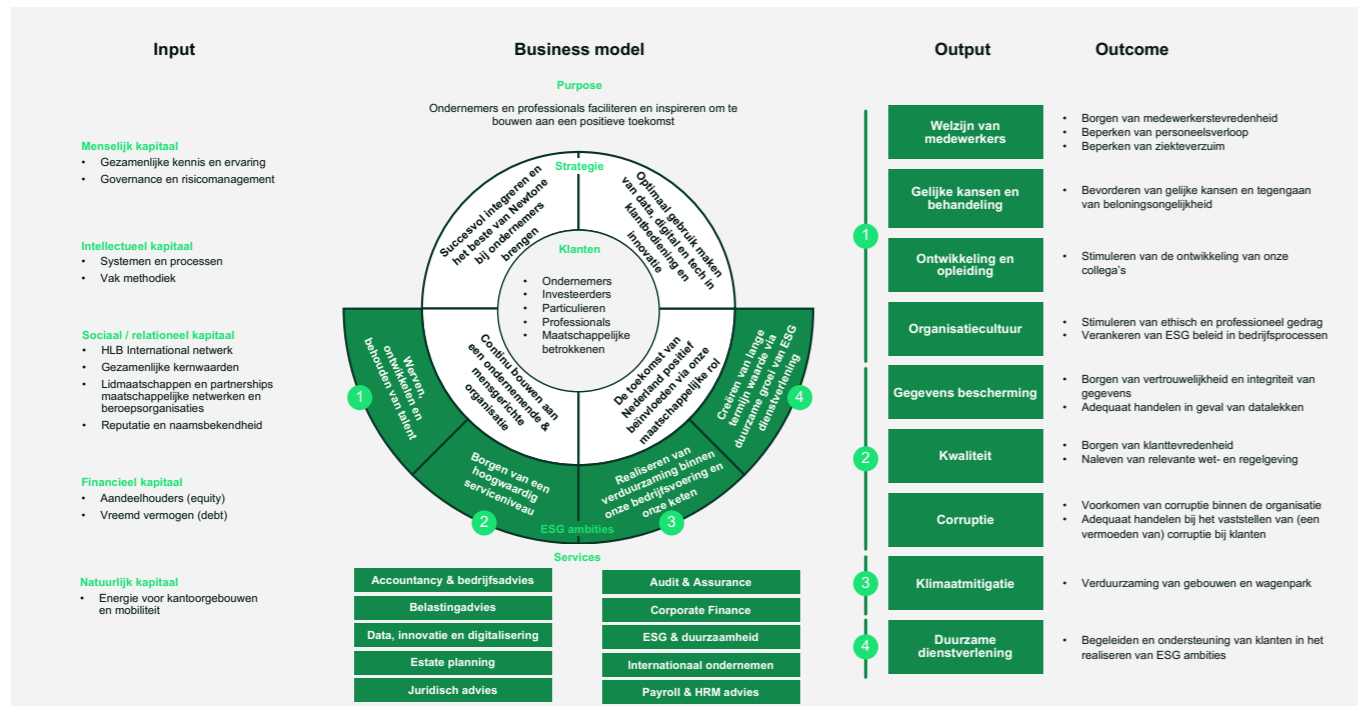 Input
Menselijk kapitaal
• Gezamenlijke kennis en ervaring
• Governance en risicomanagement
Intellectueel kapitaal
• Systemen en processen
• Vak methodiek
Sociaal / relationeel kapitaal
• HLB International netwerk
• Gezamenlijke kernwaarden
• Lidmaatschappen en partnerships
maatschappelijke netwerken en
beroepsorganisaties
• Reputatie en naamsbekendheid
Financieel kapitaal
• Aandeelhouders (equity)
• Vreemd vermogen (debt)
Natuurlijk kapitaal
• Energie voor kantoorgebouwen
en mobiliteit
Business model
Purpose
Ondernemers en professionals faciliteren en inspireren om te
bouwen aan een positieve toekomst
Strategie
Succesvol integreren en
het beste van Newtone
bij ondernemers
brengen
Optimaal gebruik maken
van data, digital en tech in
klantbediening en
innovatie
Klanten
• Ondernemers
• Investeerders
• Particulieren
• Professionals
• Maatschappelijke
betrokkenen
Continu bouwen aan
een ondernemende &
mensgerichte
organisatie
De toekomst van
Nederland positief
beïnvloeden via onze
maatschappelijke rol
1
Werven,
ontwikkelen en
behouden van talent
2
Borgen van een
hoogwaardig
serviceniveau
3
Realiseren van
verduurzaming binnen
onze bedrijfsvoering en
onze keten
4
Creëren van lange
termijn waarde via
duurzame groei van ESG
dienstverlening
ESG ambities
Services
Accountancy & bedrijfsadvies
Belastingadvies
Data, innovatie en digitalisering
Estate planning
Juridisch advies
Audit & Assurance
Corporate Finance
ESG & duurzaamheid
Internationaal ondernemen
Payroll & HRM advies
Output
Outcome
1
Welzijn van
medewerkers
• Borgen van medewerkerstevredenheid
• Beperken van personeelsverloop
• Beperken van ziekteverzuim
Gelijke kansen en
behandeling
• Bevorderen van gelijke kansen en tegengaan
van beloningsongelijkheid
Ontwikkeling en
opleiding
• Stimuleren van de ontwikkeling van onze
collega's
Organisatiecultuur
• Stimuleren van ethisch en professioneel gedrag
• Verankeren van ESG beleid in bedrijfsprocessen
2
Gegevens bescherming
• Borgen van vertrouwelijkheid en integriteit van
gegevens
• Adequaat handelen in geval van datalekken
Kwaliteit
• Borgen van klanttevredenheid
• Naleven van relevante wet- en regelgeving
Corruptie
• Voorkomen van corruptie binnen de organisatie
• Adequaat handelen bij het vaststellen van (een
vermoeden van) corruptie bij klanten
3
Klimaatmitigatie
• Verduurzaming van gebouwen en wagenpark
4
Duurzame
dienstverlening
• Begeleiden en ondersteuning van klanten in het
realiseren van ESG ambities